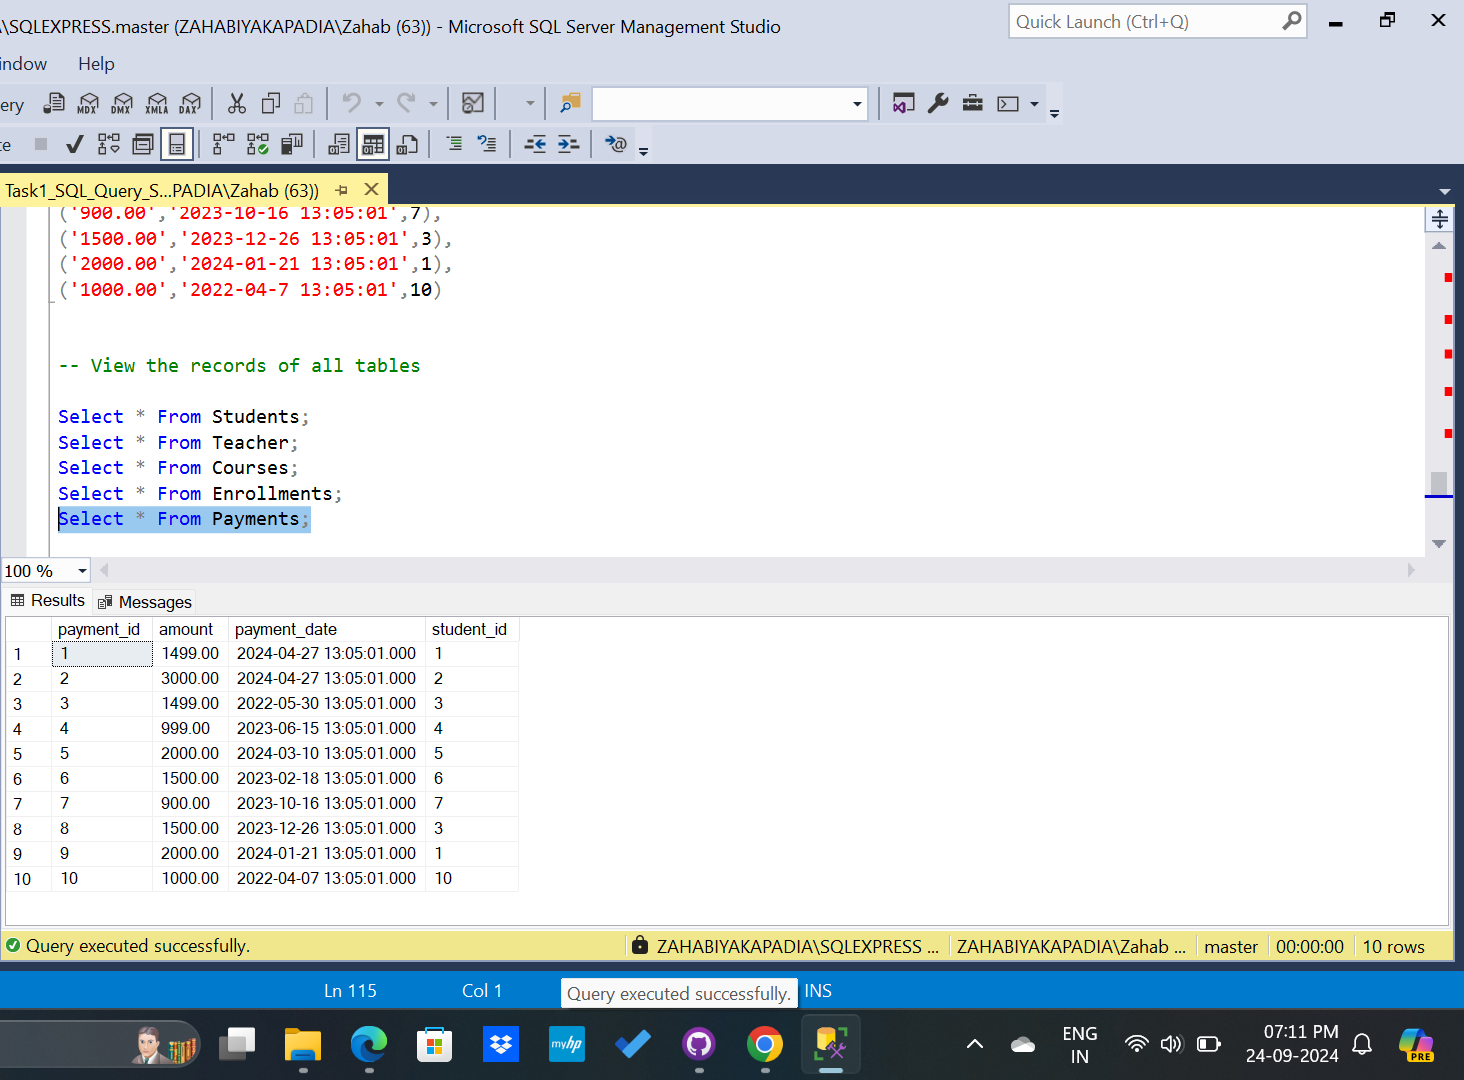 \SQLEXPRESS.master (ZAHABIYAKAPADIA\Zahab (63)) - Microsoft SQL Server Management Studio
Quick Launch (Ctrl+Q)
indow Help
ery MDX DMX XMLA DAX
te
Task1_SQL_Query_S...PADIA\Zahab (63))
('900.00','2023-10-16 13:05:01',7),
('1500.00','2023-12-26 13:05:01',3),
('2000.00','2024-01-21 13:05:01',1),
('1000.00','2022-04-7 13:05:01',10)
-- View the records of all tables
Select * From Students;
Select * From Teacher;
Select * From Courses;
Select * From Enrollments;
Select * From Payments;
100 %
Results Messages
payment_id amount payment_date student_id
1 1 1499.00 2024-04-27 13:05:01.000 1
2 2 3000.00 2024-04-27 13:05:01.000 2
3 3 1499.00 2022-05-30 13:05:01.000 3
4 4 999.00 2023-06-15 13:05:01.000 4
5 5 2000.00 2024-03-10 13:05:01.000 5
6 6 1500.00 2023-02-18 13:05:01.000 6
7 7 900.00 2023-10-16 13:05:01.000 7
8 8 1500.00 2023-12-26 13:05:01.000 3
9 9 2000.00 2024-01-21 13:05:01.000 1
10 10 1000.00 2022-04-07 13:05:01.000 10
Query executed successfully. ZAHABIYAKAPADIA\SQLEXPRESS ... ZAHABIYAKAPADIA\Zahab ... master 00:00:00 10 rows
Ln 115 Col 1 Query executed successfully. INS
myhp
ENG
IN
07:11 PM
24-09-2024
PRE